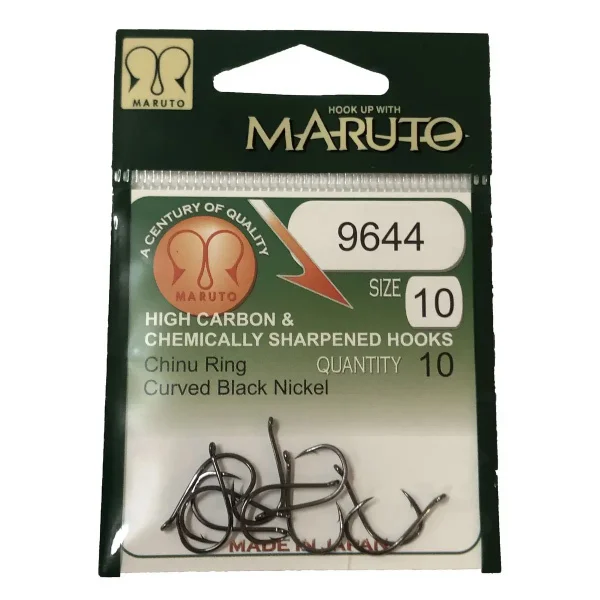 MARUTO
HOOK UP WITH
MARUTO
A CENTURY OF QUALITY
MARUTO
9644
SIZE 10
HIGH CARBON &
CHEMICALLY SHARPENED HOOKS
Chinu Ring QUANTITY 10
Curved Black Nickel
MADE IN JAPAN